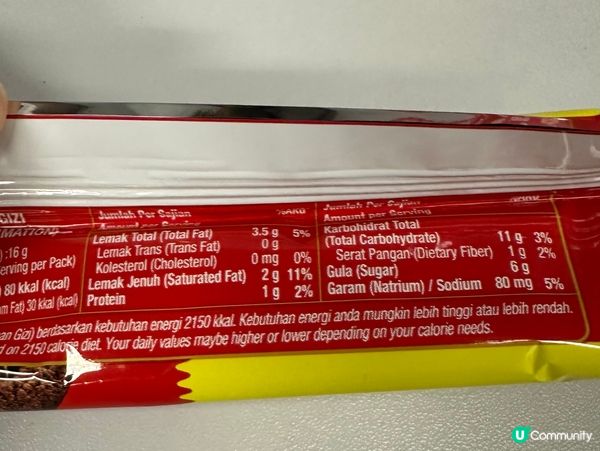 GIZI
MATION)
) :16 g
erving per Pack)
) 80 kkal (kcal)
m Fat) 30 kkal (kcal)
Jumlah Per Sajian %AKG
Lemak Total (Total Fat) 3.5 g 5%
Lemak Trans (Trans Fat) 0 g
Kolesterol (Cholesterol) 0 mg 0%
Lemak Jenuh (Saturated Fat) 2 g 11%
Protein 1 g 2%
Jumlah Per Sajian
Amount per Serving
Karbohidrat Total
(Total Carbohydrate) 11 g 3%
Serat Pangan (Dietary Fiber) 1 g 2%
Gula (Sugar) 6 g
Garam (Natrium) / Sodium 80 mg 5%
an Gizi) berdasarkan kebutuhan energi 2150 kkal. Kebutuhan energi anda mungkin lebih tinggi atau lebih rendah.
d on 2150 calorie diet. Your daily values maybe higher or lower depending on your calorie needs.
U Community